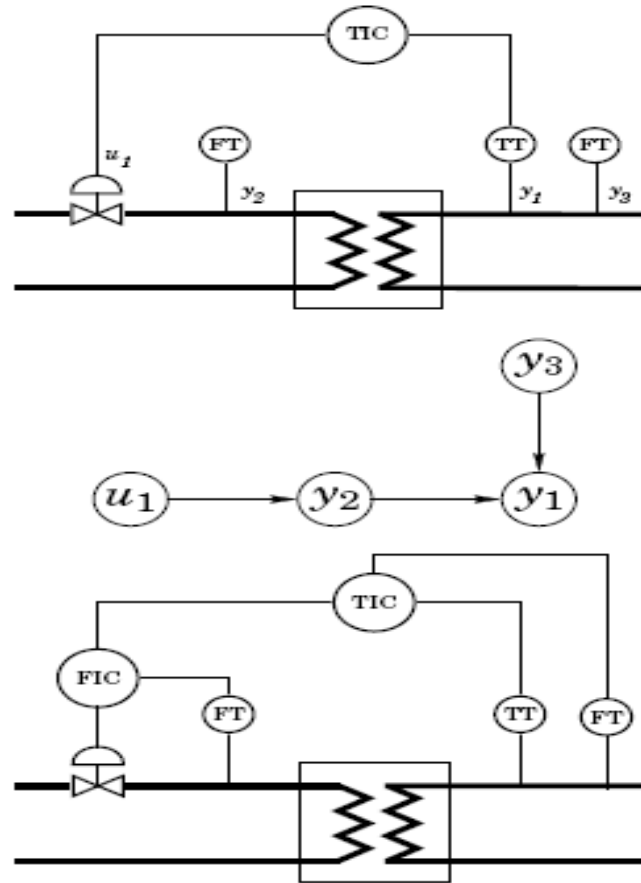 TIC
FT TT FT
u1
y2 y1 y3
y3
u1 y2 y1
TIC
FIC
FT TT FT